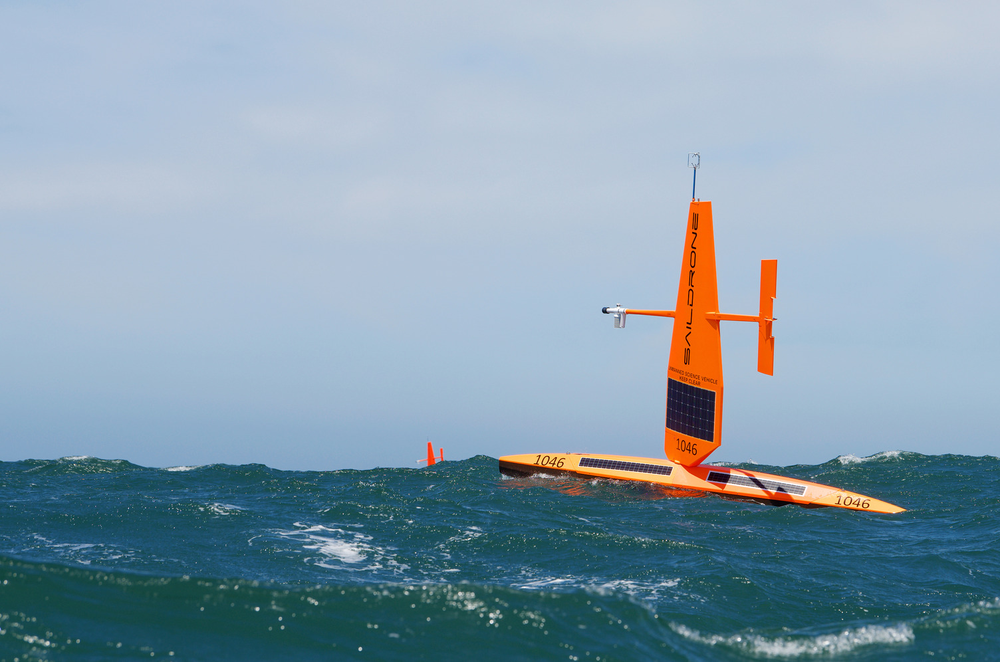 SAILDRONE
UNMANNED SCIENCE VEHICLE
KEEP CLEAR
1046
1046
1046